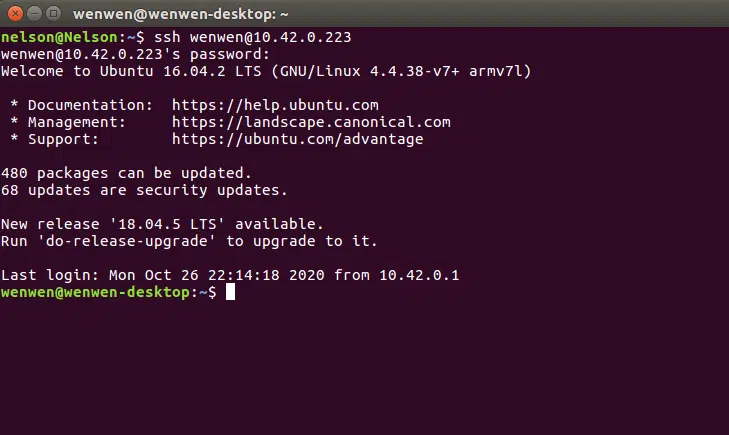 wenwen@wenwen-desktop: ~
nelson@Nelson:~$ ssh wenwen@10.42.0.223
wenwen@10.42.0.223's password:
Welcome to Ubuntu 16.04.2 LTS (GNU/Linux 4.4.38-v7+ armv7l)
* Documentation:  https://help.ubuntu.com
* Management:     https://landscape.canonical.com
* Support:        https://ubuntu.com/advantage
480 packages can be updated.
68 updates are security updates.
New release '18.04.5 LTS' available.
Run 'do-release-upgrade' to upgrade to it.
Last login: Mon Oct 26 22:14:18 2020 from 10.42.0.1
wenwen@wenwen-desktop:~$